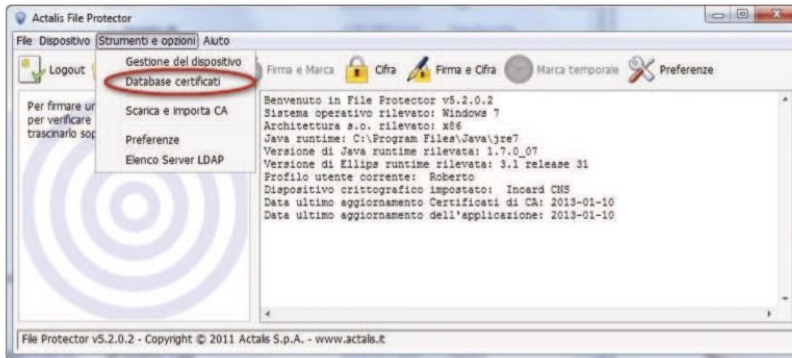 Actalis File Protector
File Dispositivo Strumenti e opzioni Aiuto
Logout
Firma e Marca
Cifra
Firma e Cifra
Marca temporale
Preferenze
Gestione del dispositivo
Database certificati
Scarica e importa CA
Preferenze
Elenco Server LDAP
Per firmare un
per verificare
trascinarlo sop
Benvenuto in File Protector v5.2.0.2
Sistema operativo rilevato: Windows 7
Architettura s.o. rilevato: x86
Java runtime: C:\Program Files\Java\jre7
Versione di Java runtime rilevata: 1.7.0_07
Versione di Ellips runtime rilevata: 3.1 release 31
Profilo utente corrente: Roberto
Dispositivo crittografico impostato: Incard CNS
Data ultimo aggiornamento Certificati di CA: 2013-01-10
Data ultimo aggiornamento dell'applicazione: 2013-01-10
File Protector v5.2.0.2 - Copyright © 2011 Actalis S.p.A. - www.actalis.it